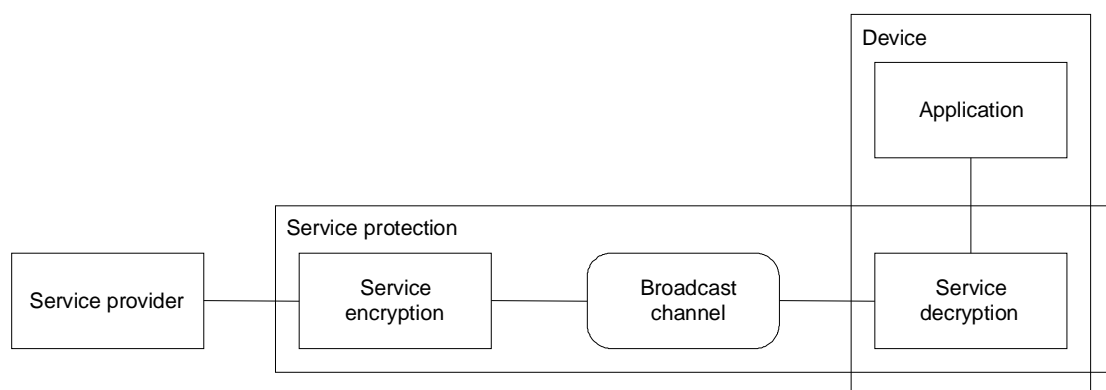 Device
Application
Service protection
Service provider
Service
encryption
Broadcast
channel
Service
decryption